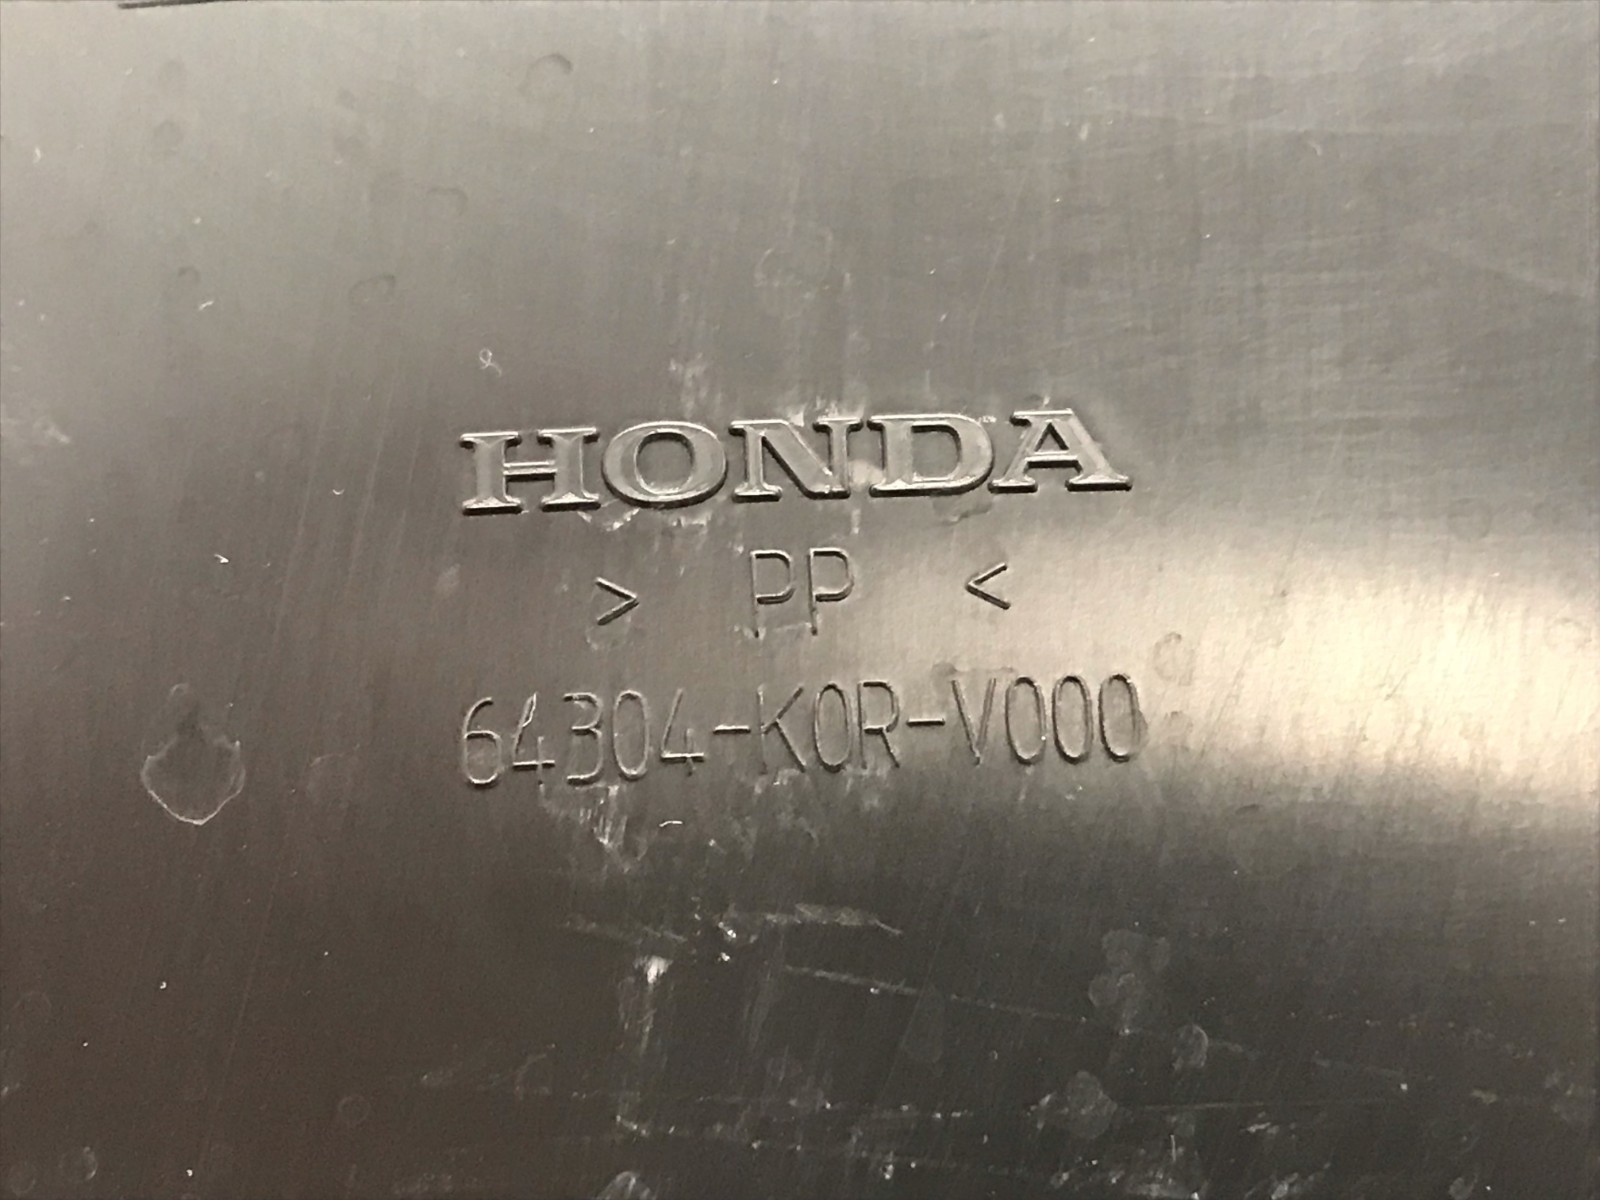 HONDA
> PP <
64304-K0R-V000